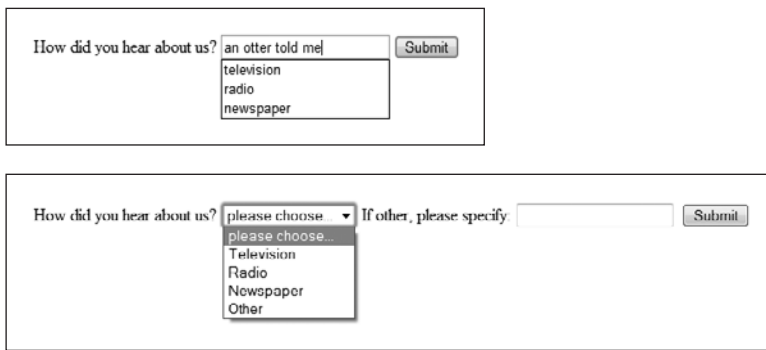 How did you hear about us? an otter told me Submit
television
radio
newspaper
How did you hear about us? please choose... If other, please specify: Submit
please choose...
Television
Radio
Newspaper
Other